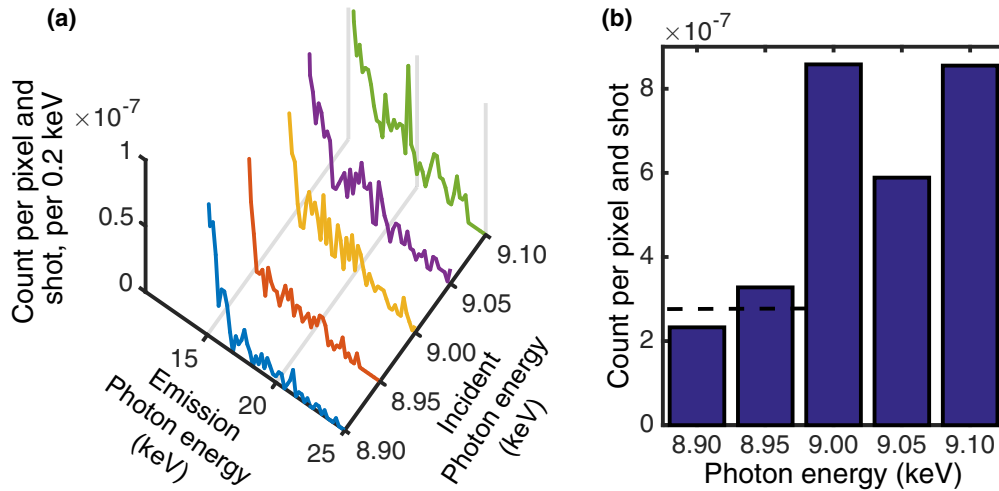 (a)
Count per pixel and
shot, per 0.2 keV
×10⁻⁷
1
0.5
0
15
20
25
Emission
Photon energy
(keV)
8.90
8.95
9.00
9.05
9.10
Incident
Photon energy
(keV)
(b)
×10⁻⁷
Count per pixel and shot
8
6
4
2
0
8.90 8.95 9.00 9.05 9.10
Photon energy (keV)